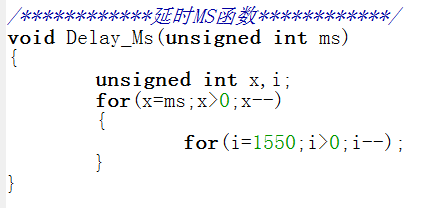 /************延时MS函数************/
void Delay_Ms(unsigned int ms)
{
unsigned int x,i;
for(x=ms;x>0;x--)
{
for(i=1550;i>0;i--);
}
}